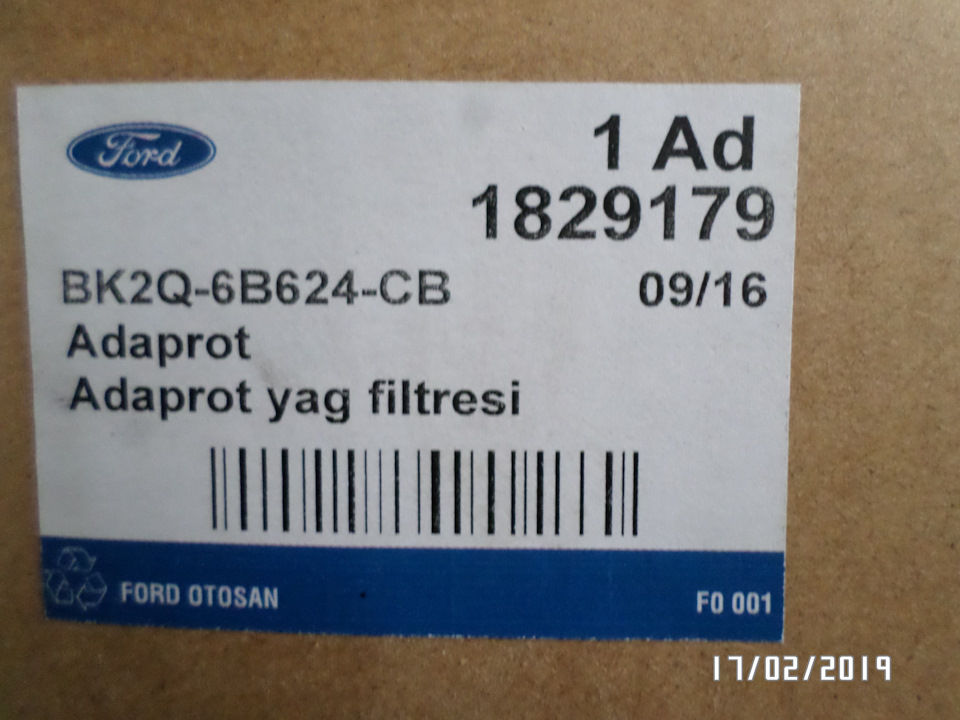 Ford
1 Ad
1829179
BK2Q-6B624-CB 09/16
Adaprot
Adaprot yag filtresi
FORD OTOSAN F0 001
17/02/2019